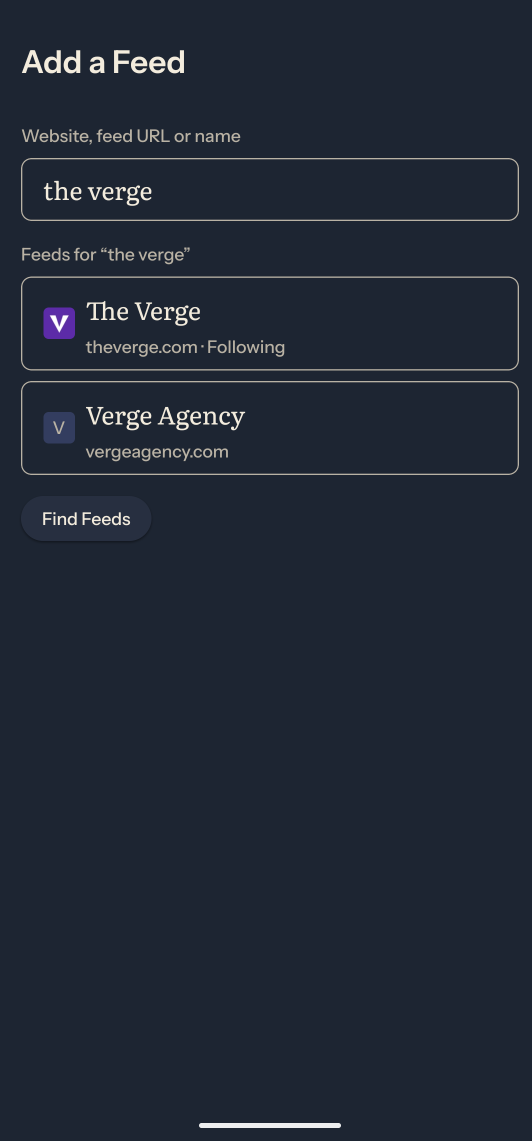 Add a Feed
Website, feed URL or name
the verge
Feeds for “the verge”
V
The Verge
theverge.com · Following
V
Verge Agency
vergeagency.com
Find Feeds